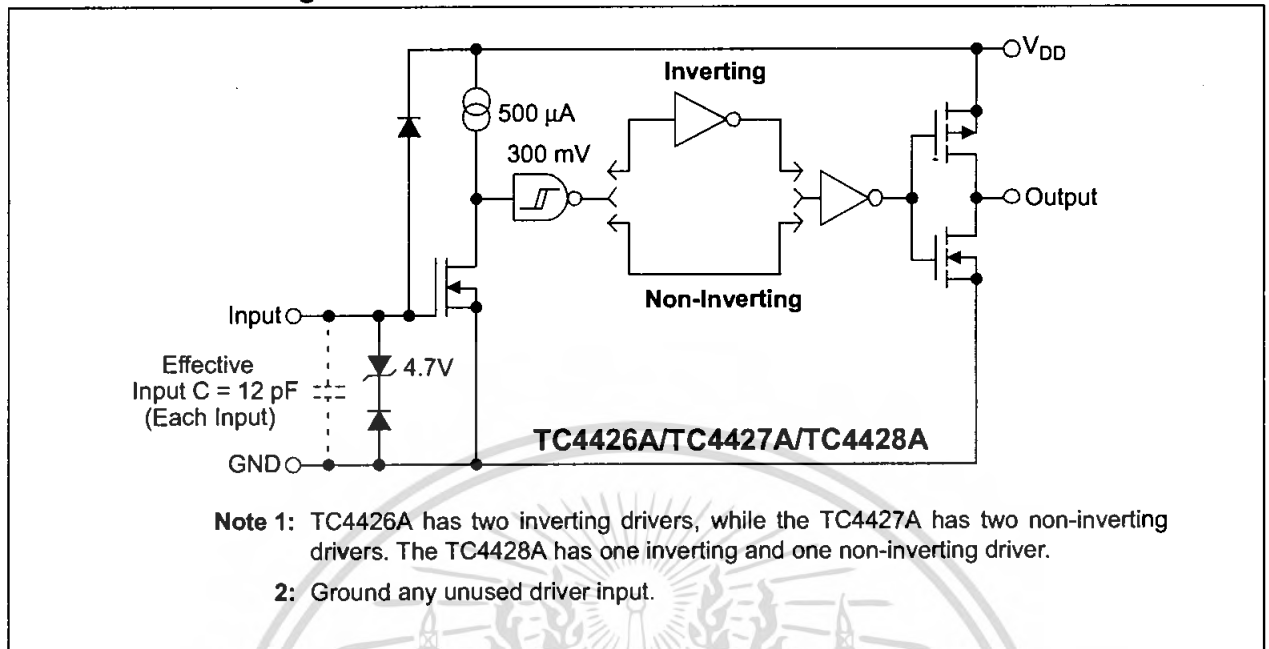 g
V_DD
Inverting
500 µA
300 mV
Output
Non-Inverting
Input
4.7V
Effective
Input C = 12 pF
(Each Input)
TC4426A/TC4427A/TC4428A
GND
Note 1: TC4426A has two inverting drivers, while the TC4427A has two non-inverting
drivers. The TC4428A has one inverting and one non-inverting driver.
2: Ground any unused driver input.